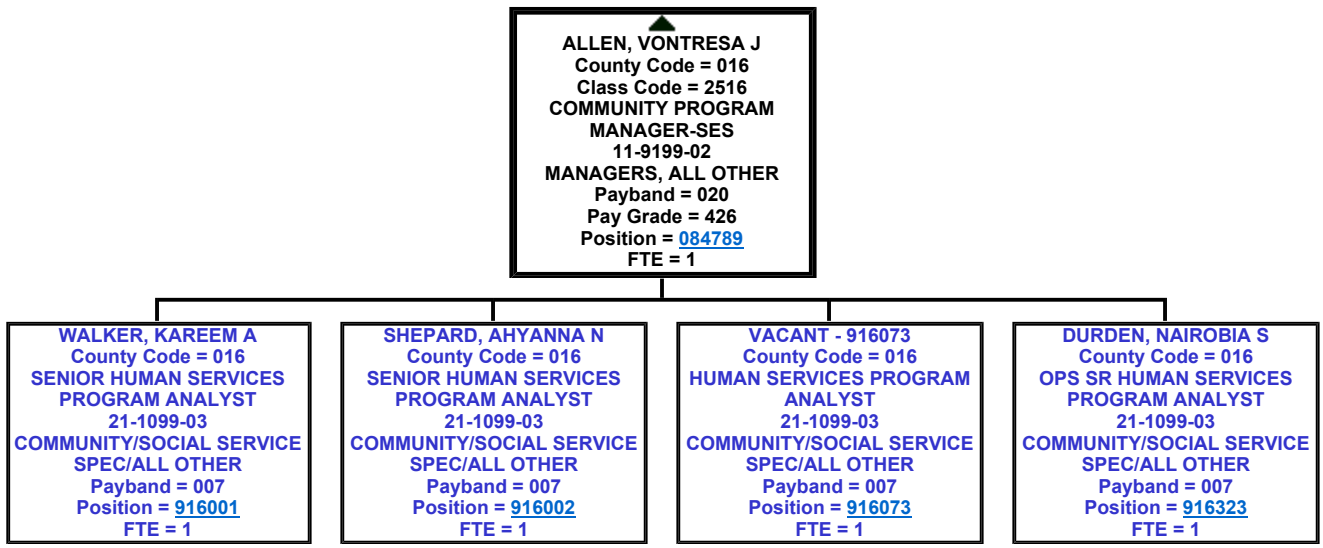 ALLEN, VONTRESA J
County Code = 016
Class Code = 2516
COMMUNITY PROGRAM
MANAGER-SES
11-9199-02
MANAGERS, ALL OTHER
Payband = 020
Pay Grade = 426
Position = 084789
FTE = 1
WALKER, KAREEM A
County Code = 016
SENIOR HUMAN SERVICES
PROGRAM ANALYST
21-1099-03
COMMUNITY/SOCIAL SERVICE
SPEC/ALL OTHER
Payband = 007
Position = 916001
FTE = 1
SHEPARD, AHYANNA N
County Code = 016
SENIOR HUMAN SERVICES
PROGRAM ANALYST
21-1099-03
COMMUNITY/SOCIAL SERVICE
SPEC/ALL OTHER
Payband = 007
Position = 916002
FTE = 1
VACANT - 916073
County Code = 016
HUMAN SERVICES PROGRAM
ANALYST
21-1099-03
COMMUNITY/SOCIAL SERVICE
SPEC/ALL OTHER
Payband = 007
Position = 916073
FTE = 1
DURDEN, NAIROBIA S
County Code = 016
OPS SR HUMAN SERVICES
PROGRAM ANALYST
21-1099-03
COMMUNITY/SOCIAL SERVICE
SPEC/ALL OTHER
Payband = 007
Position = 916323
FTE = 1